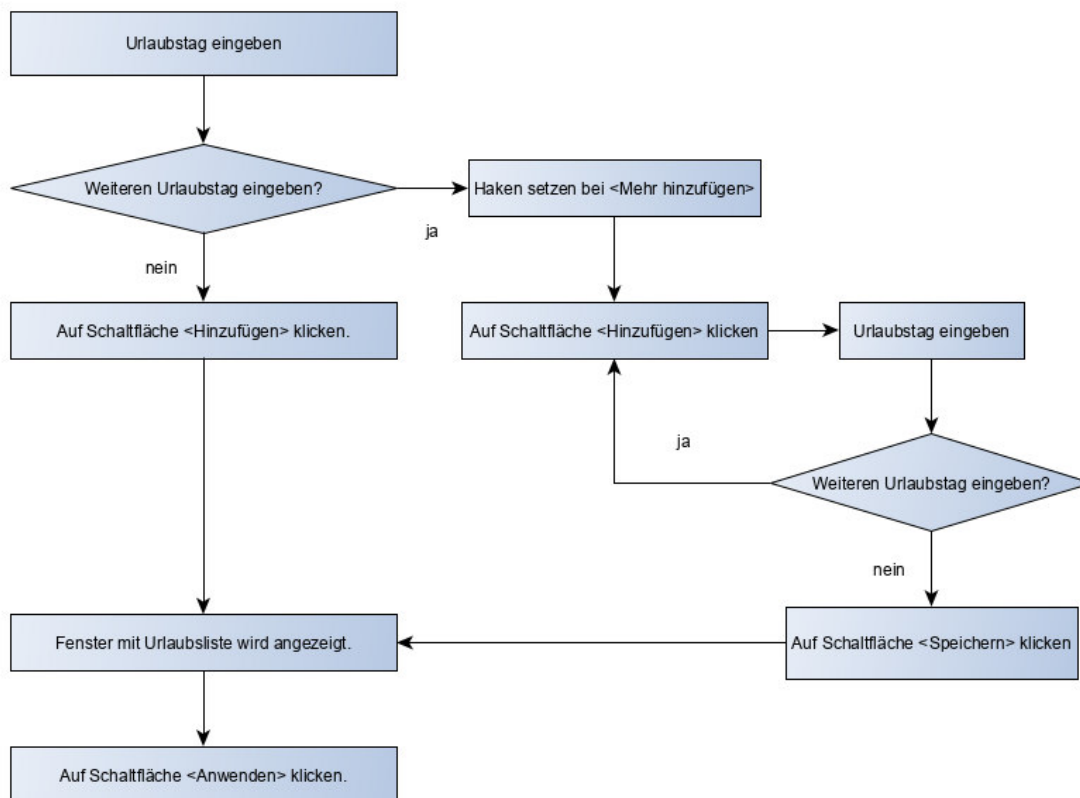 Urlaubstag eingeben
Weiteren Urlaubstag eingeben?
Haken setzen bei <Mehr hinzufügen>
ja
nein
Auf Schaltfläche <Hinzufügen> klicken.
Auf Schaltfläche <Hinzufügen> klicken
Urlaubstag eingeben
ja
Weiteren Urlaubstag eingeben?
nein
Fenster mit Urlaubsliste wird angezeigt.
Auf Schaltfläche <Speichern> klicken
Auf Schaltfläche <Anwenden> klicken.